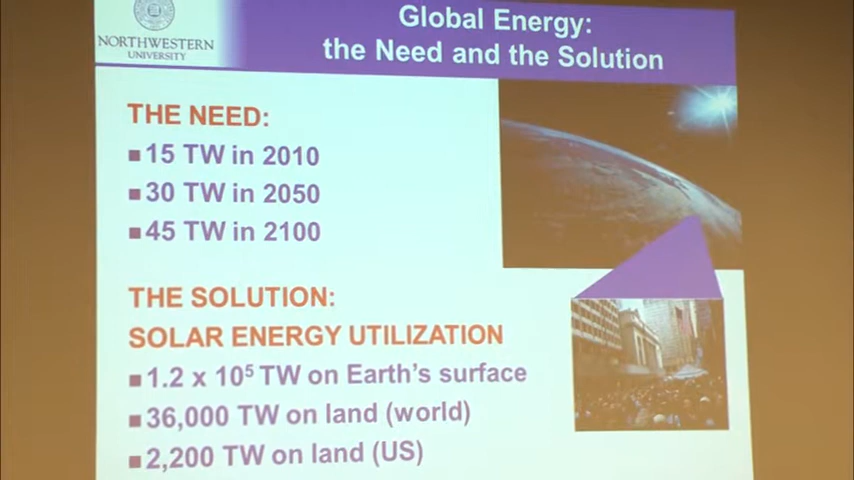 NORTHWESTERN
UNIVERSITY
Global Energy:
the Need and the Solution
THE NEED:
■15 TW in 2010
■30 TW in 2050
■45 TW in 2100
THE SOLUTION:
SOLAR ENERGY UTILIZATION
■1.2 x 10⁵ TW on Earth's surface
■36,000 TW on land (world)
■2,200 TW on land (US)